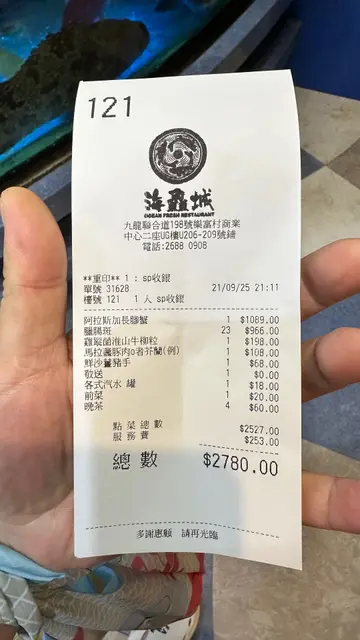 121
海鱻城
OCEAN FRESH RESTAURANT
九龍聯合道198號樂富村商業
中心二座UG樓U206-209號舖
電話:2688 0908
**重印** 1 : sp收銀
單號 31628 21/09/25 21:11
檯號 121 1 人 sp收銀
阿拉斯加長腳蟹 1 $1089.00
臘腸斑 23 $966.00
雞縱菌淮山牛柳粒 1 $198.00
馬拉盞豚肉o者芥蘭(例) 1 $108.00
鮮沙薑豬手 1 $68.00
敬送 1 $0.00
各式汽水 罐 1 $18.00
前菜 1 $20.00
晚茶 4 $60.00
點菜總數 $2527.00
服務費 $253.00
總數 $2780.00
多謝惠顧 請再光臨